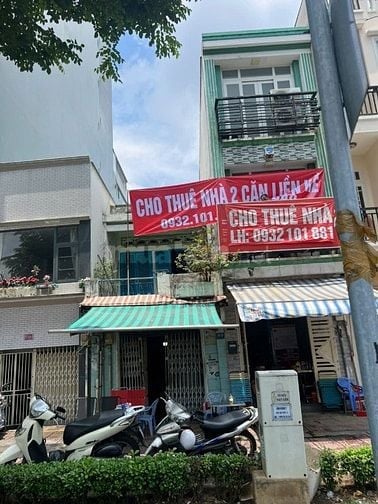 CHO THUÊ NHÀ 2 CĂN LIỀN KỀ
0932.101
CHO THUÊ NHÀ
LH: 0932 101 881